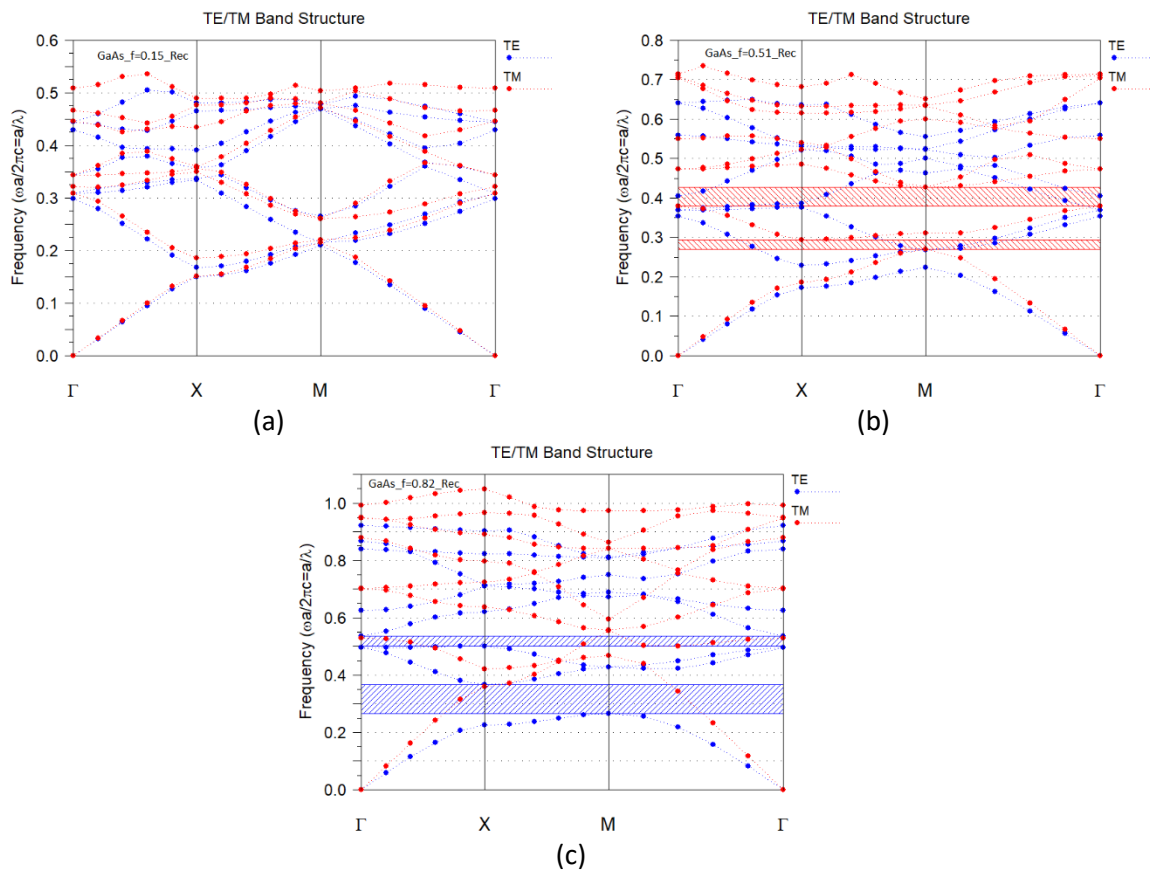 TE/TM Band Structure
GaAs_f=0.15_Rec
TE
TM
Frequency (ωa/2πc=a/λ)
0.6
0.5
0.4
0.3
0.2
0.1
0.0
Γ X M Γ
(a)
TE/TM Band Structure
GaAs_f=0.51_Rec
TE
TM
Frequency (ωa/2πc=a/λ)
0.8
0.7
0.6
0.5
0.4
0.3
0.2
0.1
0.0
Γ X M Γ
(b)
TE/TM Band Structure
GaAs_f=0.82_Rec
TE
TM
Frequency (ωa/2πc=a/λ)
1.0
0.8
0.6
0.4
0.2
0.0
Γ X M Γ
(c)